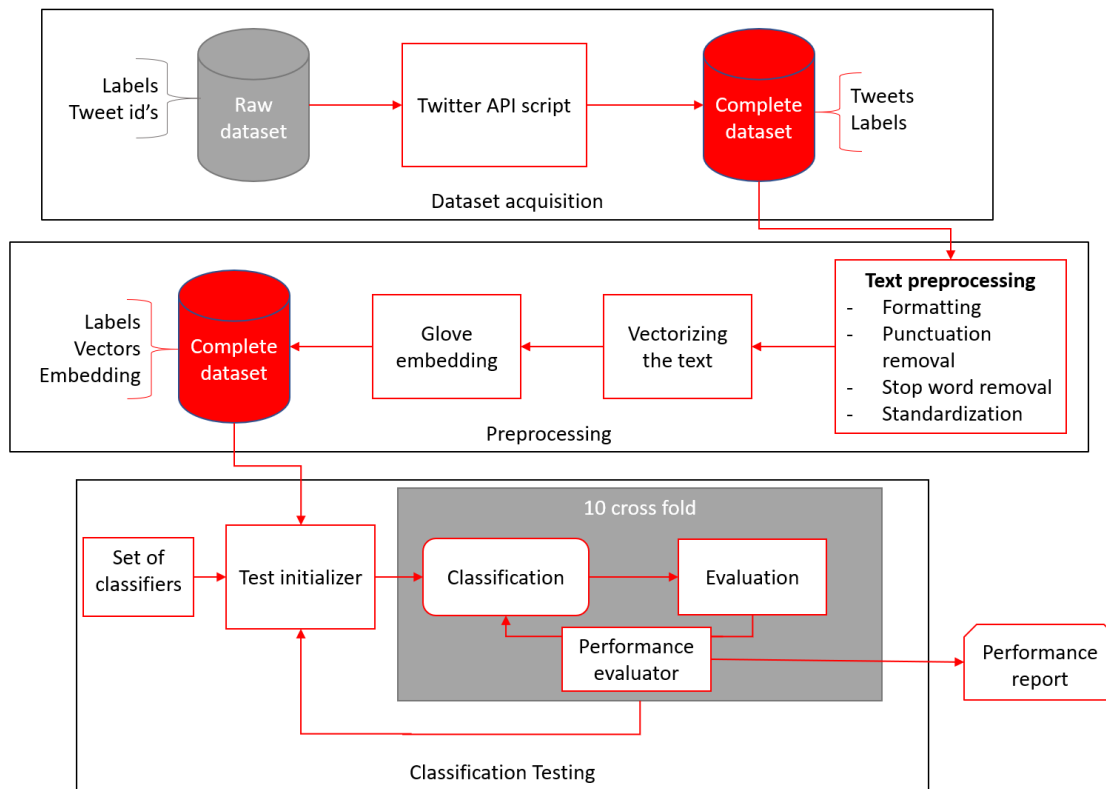 Labels
Tweet id's
Raw
dataset
Twitter API script
Complete
dataset
Tweets
Labels
Dataset acquisition
Text preprocessing
- Formatting
- Punctuation
removal
- Stop word removal
- Standardization
Vectorizing
the text
Glove
embedding
Complete
dataset
Labels
Vectors
Embedding
Preprocessing
10 cross fold
Set of
classifiers
Test initializer
Classification
Evaluation
Performance
evaluator
Performance
report
Classification Testing